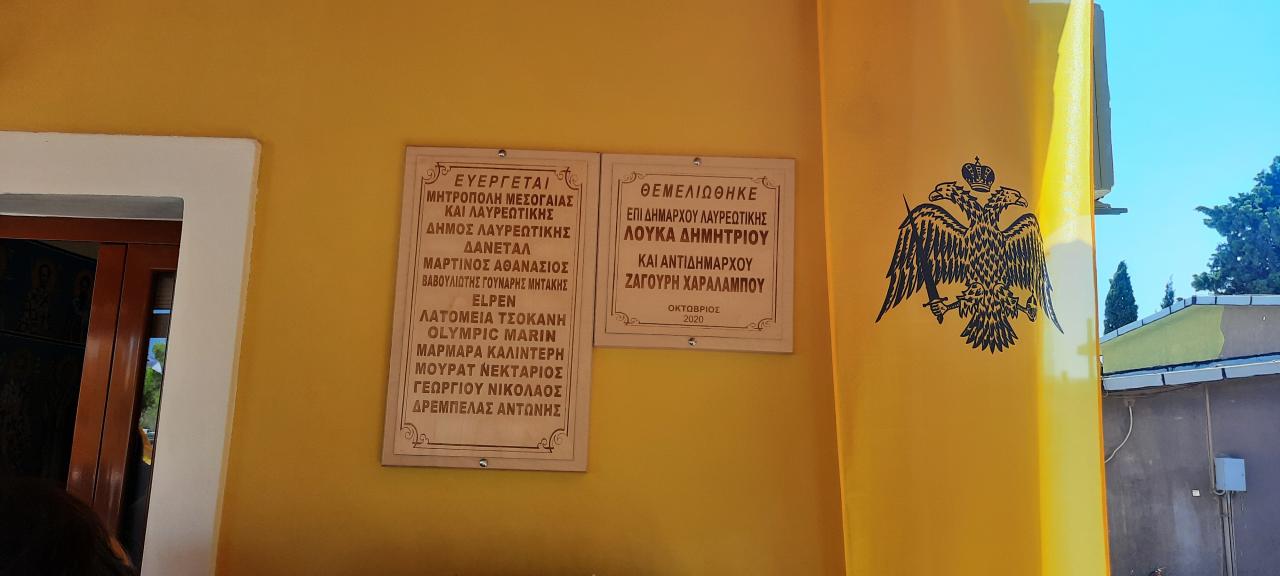 ΕΥΕΡΓΕΤΑΙ
ΜΗΤΡΟΠΟΛΗ ΜΕΣΟΓΑΙΑΣ
ΚΑΙ ΛΑΥΡΕΩΤΙΚΗΣ
ΔΗΜΟΣ ΛΑΥΡΕΩΤΙΚΗΣ
ΔΑΝΕΤΑΛ
ΜΑΡΤΙΝΟΣ ΑΘΑΝΑΣΙΟΣ
ΒΑΒΟΥΛΙΩΤΗΣ ΓΟΥΝΑΡΗΣ ΜΗΤΑΚΗΣ
ELPEN
ΛΑΤΟΜΕΙΑ ΤΣΟΚΑΝΗ
OLYMPIC MARIN
ΜΑΡΜΑΡΑ ΚΑΛΙΝΤΕΡΗ
ΜΟΥΡΑΤ ΝΕΚΤΑΡΙΟΣ
ΓΕΩΡΓΙΟΥ ΝΙΚΟΛΑΟΣ
ΔΡΕΜΠΕΛΑΣ ΑΝΤΩΝΗΣ
ΘΕΜΕΛΙΩΘΗΚΕ
ΕΠΙ ΔΗΜΑΡΧΟΥ ΛΑΥΡΕΩΤΙΚΗΣ
ΛΟΥΚΑ ΔΗΜΗΤΡΙΟΥ
ΚΑΙ ΑΝΤΙΔΗΜΑΡΧΟΥ
ΖΑΓΟΥΡΗ ΧΑΡΑΛΑΜΠΟΥ
ΟΚΤΩΒΡΙΟΣ
2020